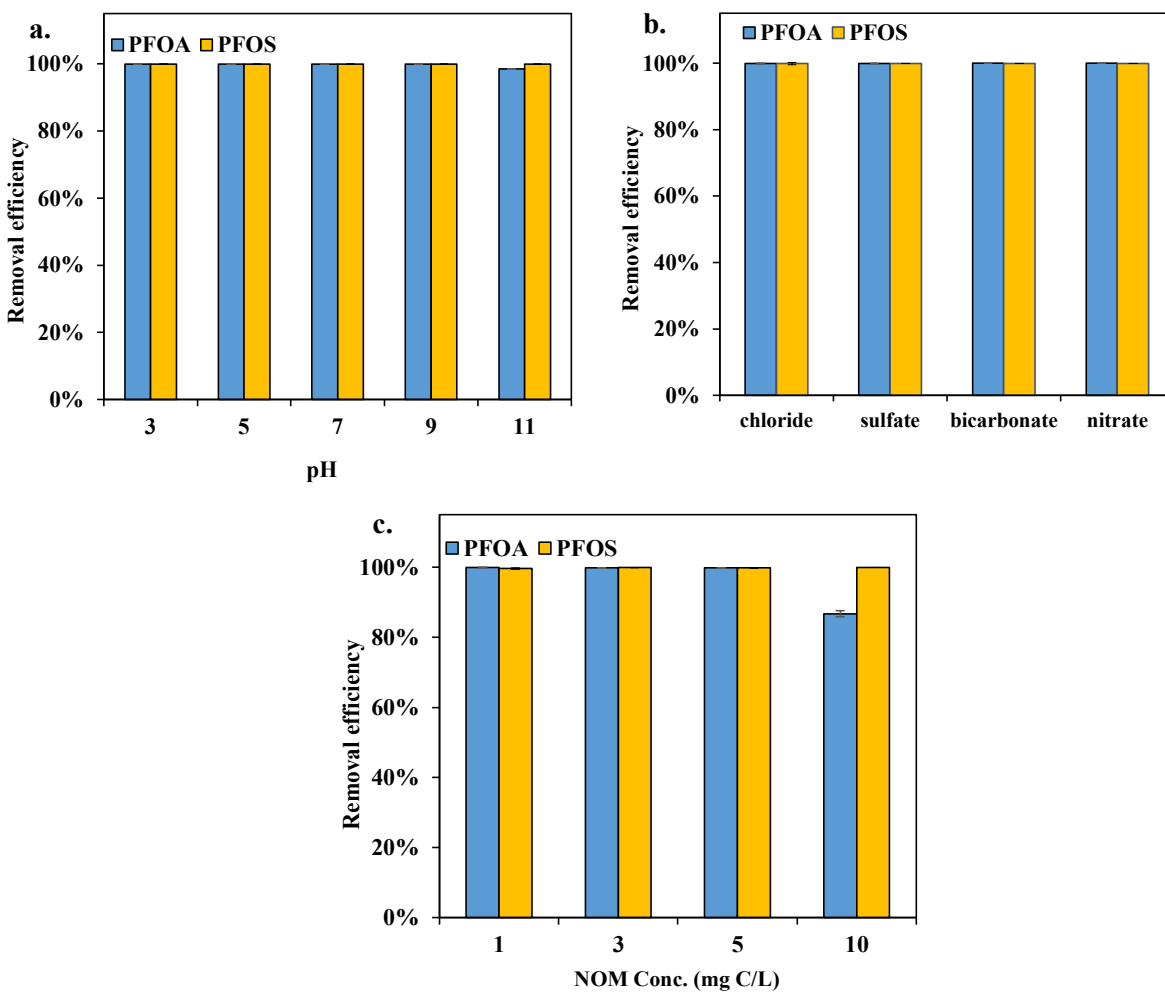 a.
PFOA PFOS
100%
80%
60%
40%
20%
0%
Removal efficiency
3 5 7 9 11
pH
b.
PFOA PFOS
100%
80%
60%
40%
20%
0%
Removal efficiency
chloride sulfate bicarbonate nitrate
c.
PFOA PFOS
100%
80%
60%
40%
20%
0%
Removal efficiency
1 3 5 10
NOM Conc. (mg C/L)